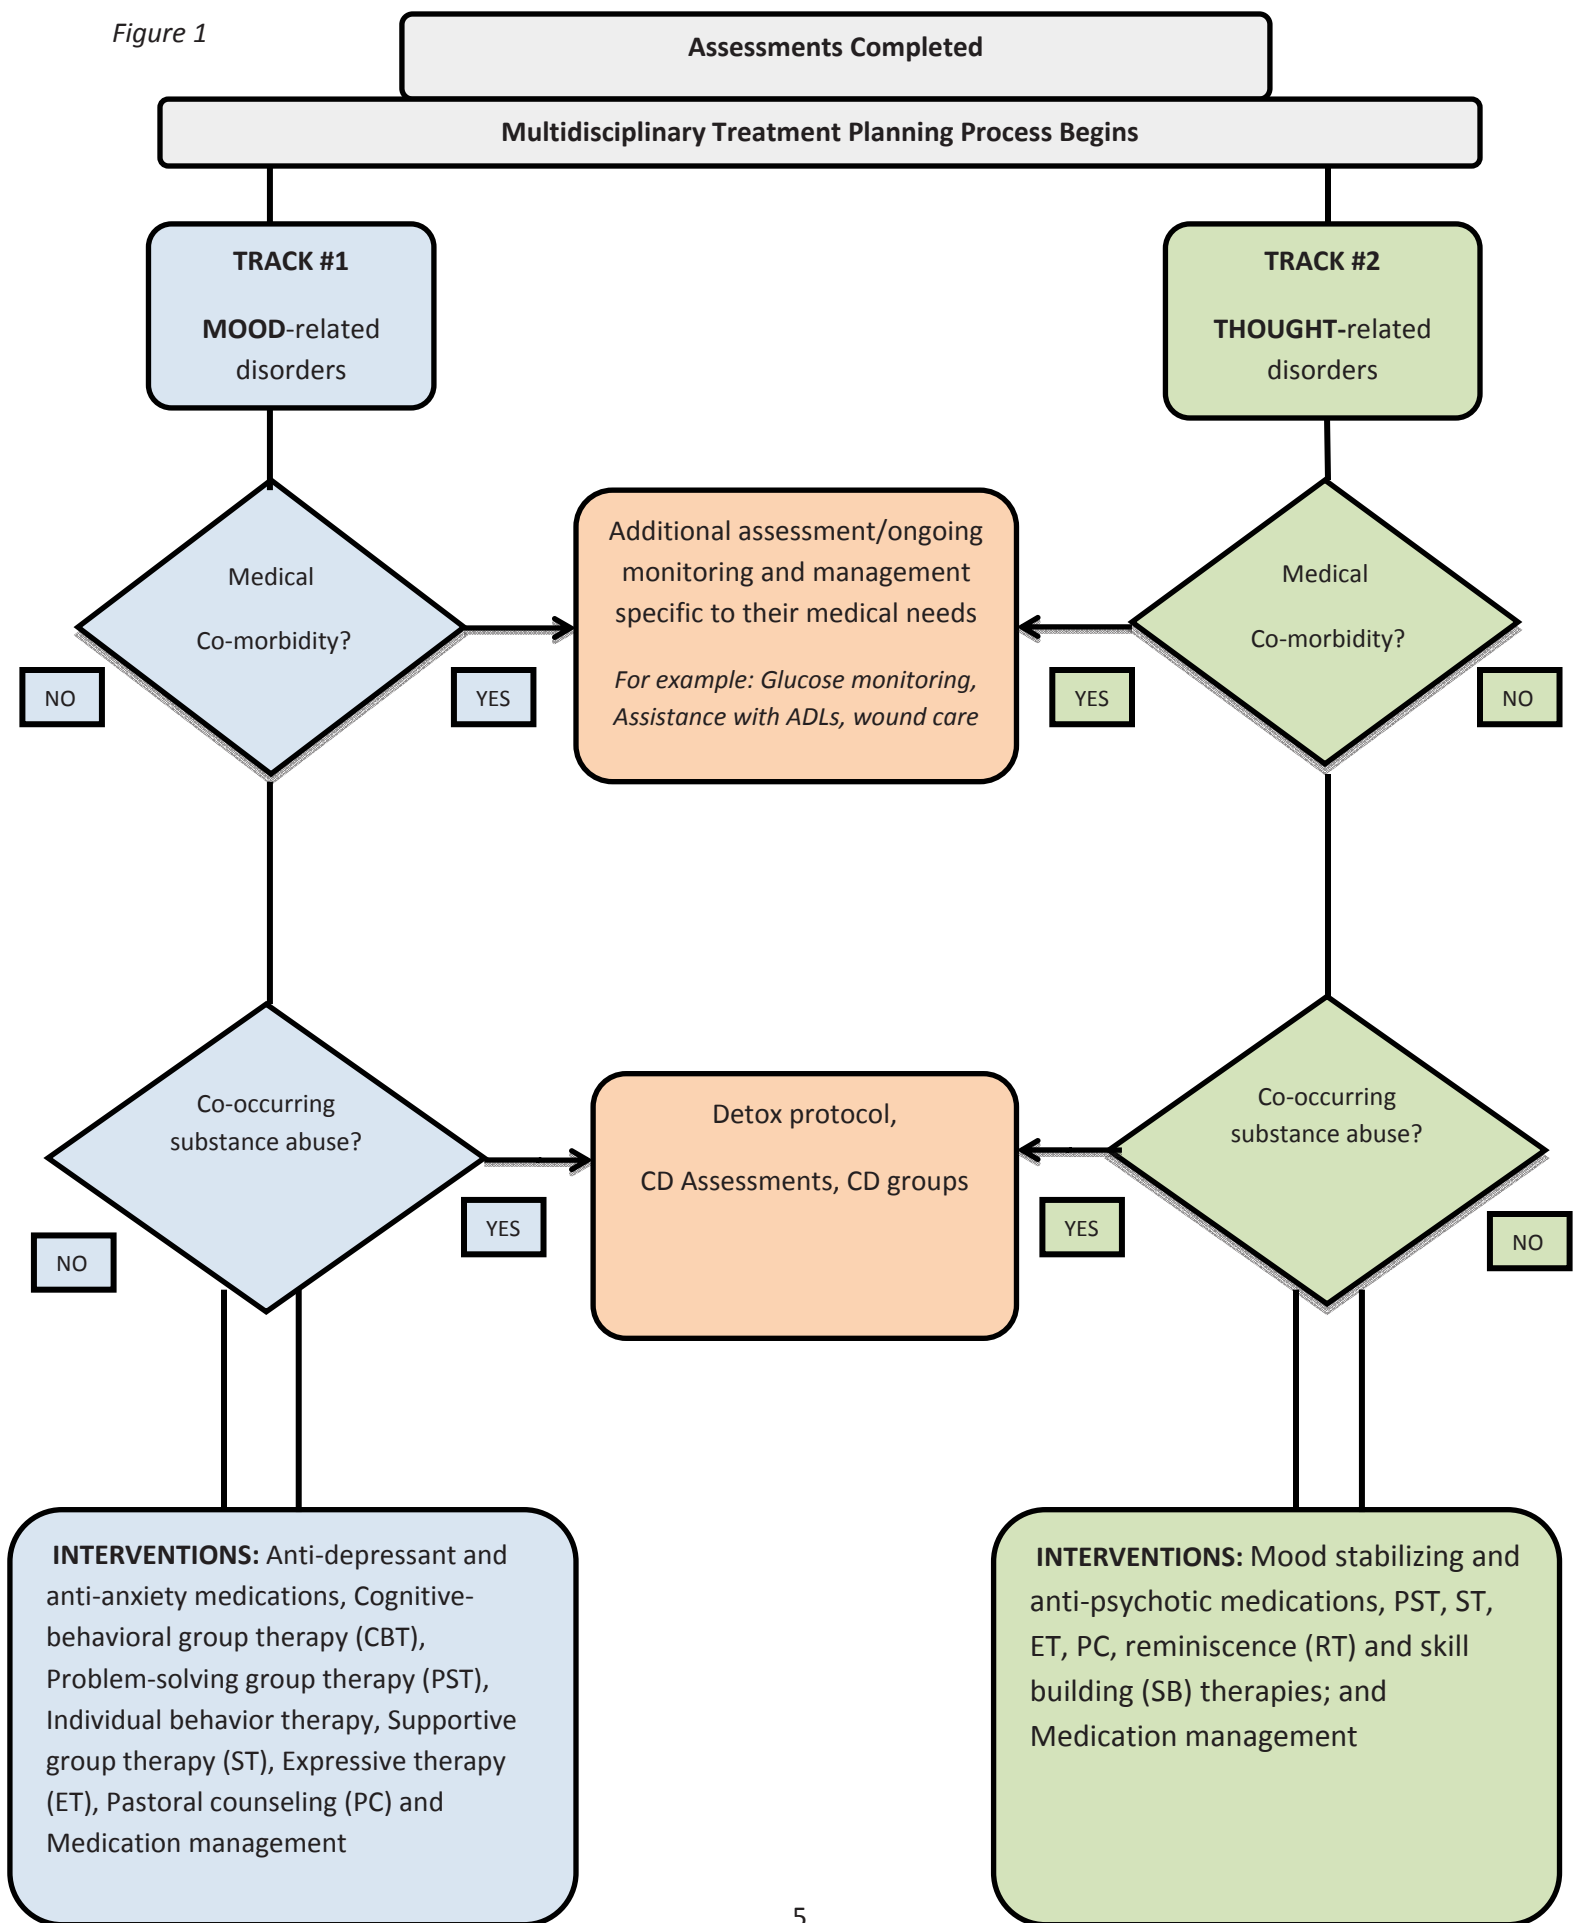 Figure 1
Assessments Completed
Multidisciplinary Treatment Planning Process Begins
TRACK #1
MOOD-related
disorders
TRACK #2
THOUGHT-related
disorders
Medical
Co-morbidity?
NO
YES
Additional assessment/ongoing
monitoring and management
specific to their medical needs
For example: Glucose monitoring,
Assistance with ADLs, wound care
Medical
Co-morbidity?
YES
NO
Co-occurring
substance abuse?
NO
YES
Detox protocol,
CD Assessments, CD groups
Co-occurring
substance abuse?
YES
NO
INTERVENTIONS: Anti-depressant and
anti-anxiety medications, Cognitive-
behavioral group therapy (CBT),
Problem-solving group therapy (PST),
Individual behavior therapy, Supportive
group therapy (ST), Expressive therapy
(ET), Pastoral counseling (PC) and
Medication management
INTERVENTIONS: Mood stabilizing and
anti-psychotic medications, PST, ST,
ET, PC, reminiscence (RT) and skill
building (SB) therapies; and
Medication management
5